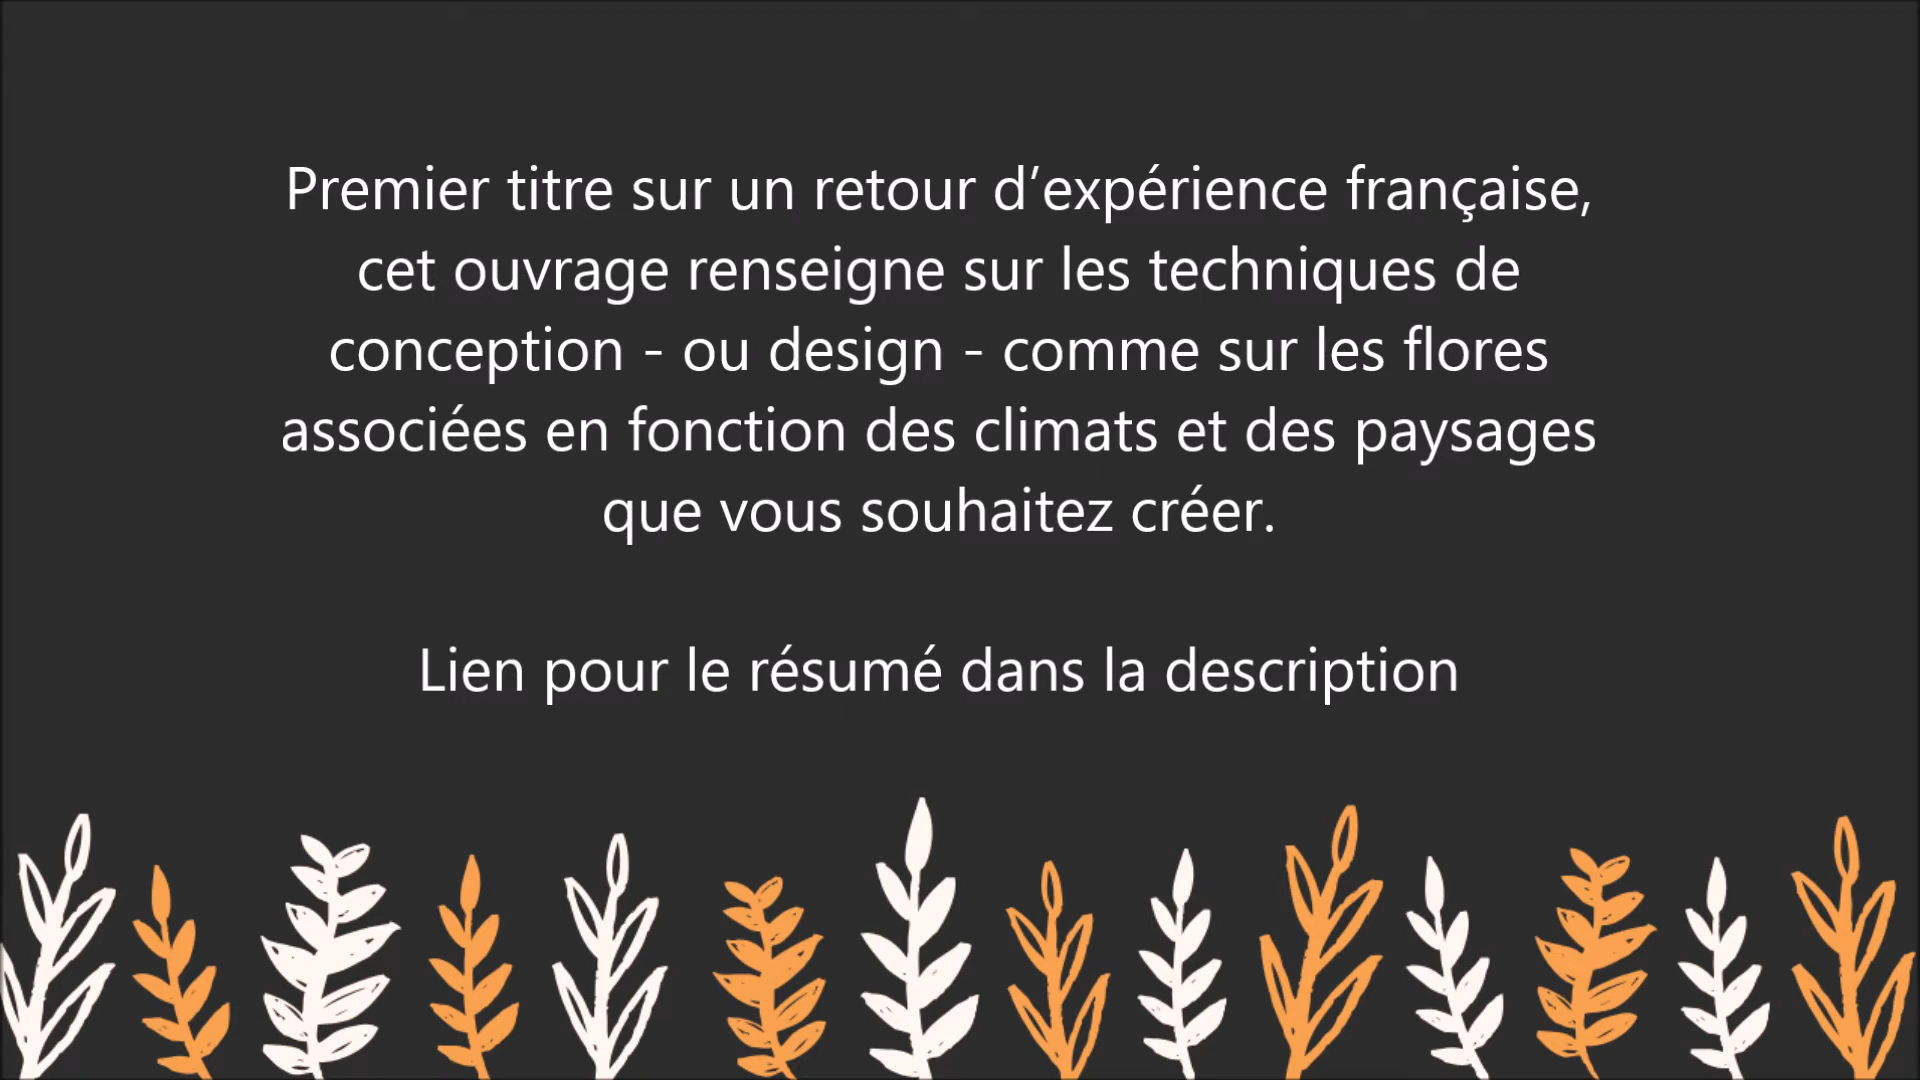 Premier titre sur un retour d’expérience française,
cet ouvrage renseigne sur les techniques de
conception - ou design - comme sur les flores
associées en fonction des climats et des paysages
que vous souhaitez créer.
Lien pour le résumé dans la description